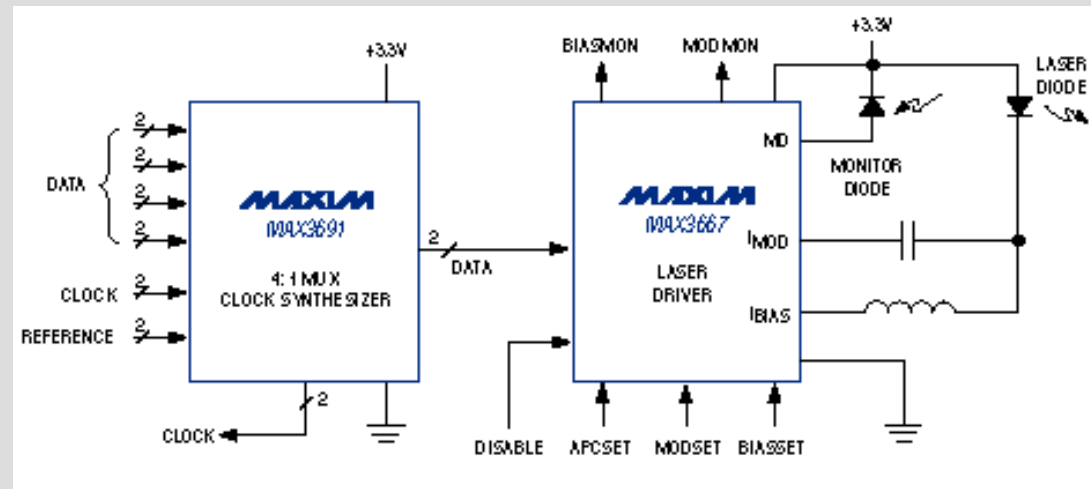 +3.3V
2
2
2
2
DATA
2
CLOCK
2
REFERENCE
MAXIM
MAX3691
4:1 MUX
CLOCK SYNTHESIZER
2
CLOCK
2
DATA
BIASMON
MODMON
+3.3V
LASER
DIODE
MD
MONITOR
DIODE
MAXIM
MAX3667
LASER
DRIVER
IMOD
IBIAS
DISABLE
APCSET
MODSET
BIASSET